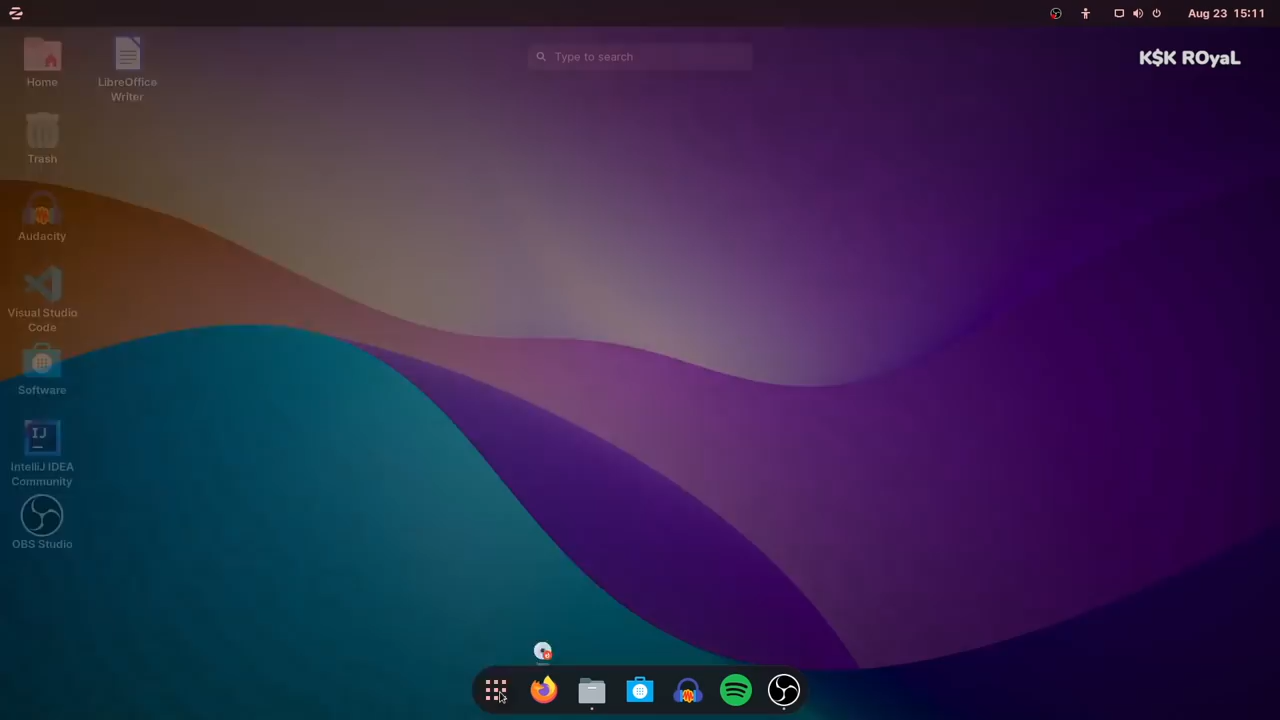 Aug 23 15:11
Type to search
K$K ROyaL
Home
LibreOffice
Writer
Trash
Audacity
Visual Studio
Code
Software
IJ
IntelliJ IDEA
Community
OBS Studio